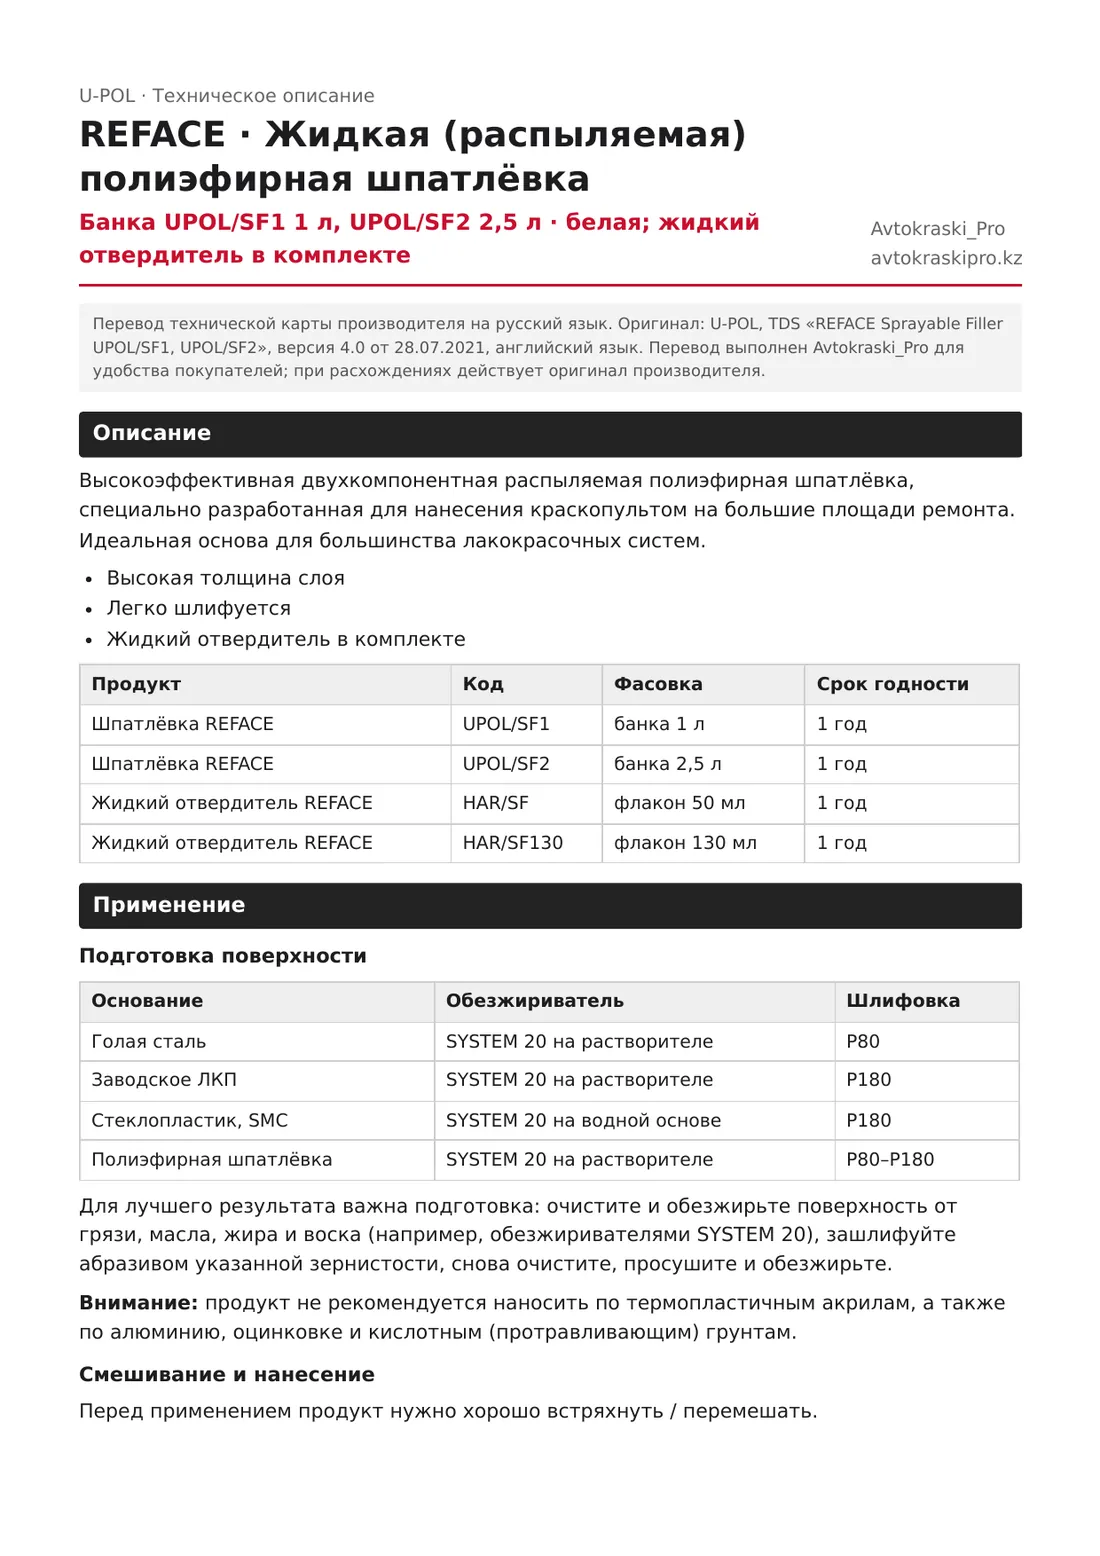 U-POL · Техническое описание
REFACE · Жидкая (распыляемая)
полиэфирная шпатлёвка
Банка UPOL/SF1 1 л, UPOL/SF2 2,5 л · белая; жидкий
отвердитель в комплекте
Avtokraski_Pro
avtokraskipro.kz
Перевод технической карты производителя на русский язык. Оригинал: U-POL, TDS «REFACE Sprayable Filler
UPOL/SF1, UPOL/SF2», версия 4.0 от 28.07.2021, английский язык. Перевод выполнен Avtokraski_Pro для
удобства покупателей; при расхождениях действует оригинал производителя.
Описание
Высокоэффективная двухкомпонентная распыляемая полиэфирная шпатлёвка,
специально разработанная для нанесения краскопультом на большие площади ремонта.
Идеальная основа для большинства лакокрасочных систем.
• Высокая толщина слоя
• Легко шлифуется
• Жидкий отвердитель в комплекте
Продукт Код Фасовка Срок годности
Шпатлёвка REFACE UPOL/SF1 банка 1 л 1 год
Шпатлёвка REFACE UPOL/SF2 банка 2,5 л 1 год
Жидкий отвердитель REFACE HAR/SF флакон 50 мл 1 год
Жидкий отвердитель REFACE HAR/SF130 флакон 130 мл 1 год
Применение
Подготовка поверхности
Основание Обезжириватель Шлифовка
Голая сталь SYSTEM 20 на растворителе P80
Заводское ЛКП SYSTEM 20 на растворителе P180
Стеклопластик, SMC SYSTEM 20 на водной основе P180
Полиэфирная шпатлёвка SYSTEM 20 на растворителе P80–P180
Для лучшего результата важна подготовка: очистите и обезжирьте поверхность от
грязи, масла, жира и воска (например, обезжиривателями SYSTEM 20), зашлифуйте
абразивом указанной зернистости, снова очистите, просушите и обезжирьте.
Внимание: продукт не рекомендуется наносить по термопластичным акрилам, а также
по алюминию, оцинковке и кислотным (протравливающим) грунтам.
Смешивание и нанесение
Перед применением продукт нужно хорошо встряхнуть / перемешать.